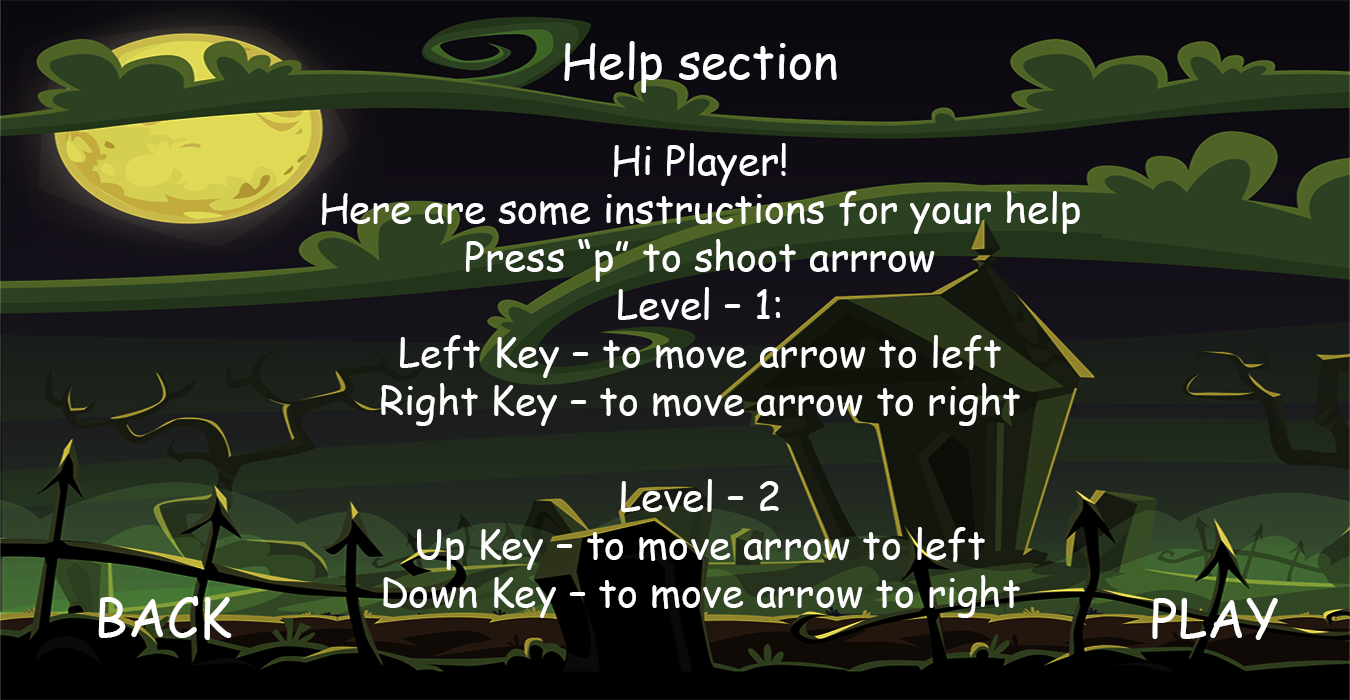 Help section
Hi Player!
Here are some instructions for your help
Press “p” to shoot arrrow
Level – 1:
Left Key – to move arrow to left
Right Key – to move arrow to right
Level – 2
Up Key – to move arrow to left
Down Key – to move arrow to right
BACK
PLAY